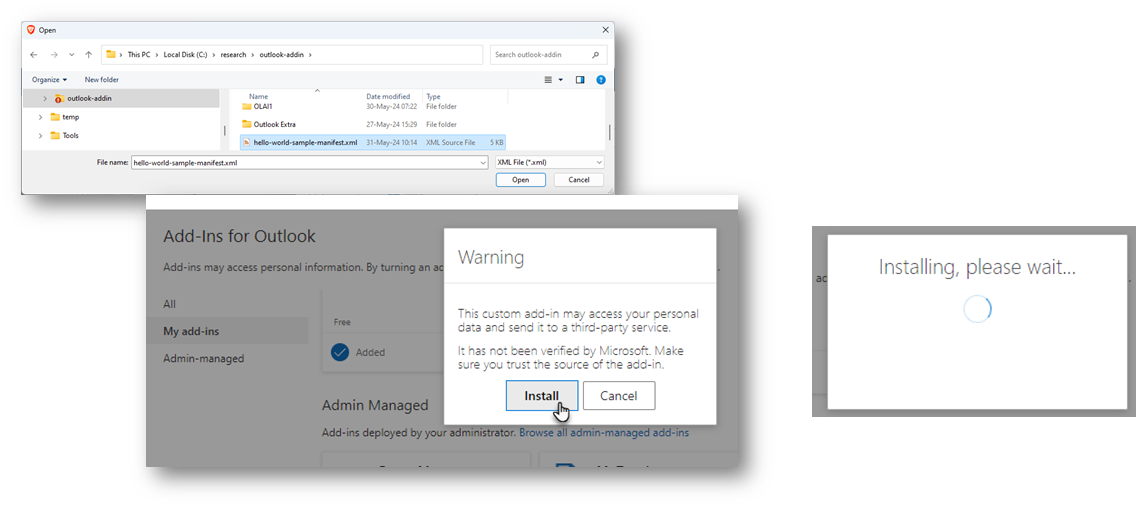 Open
This PC > Local Disk (C:) > research > outlook-addin >
Search outlook-addin
Organize
New folder
outlook-addin
temp
Tools
Name Date modified Type
OLAI1 30-May-24 07:22 File folder
Outlook Extra 27-May-24 15:29 File folder
hello-world-sample-manifest.xml 31-May-24 10:14 XML Source File 5 KB
File name: hello-world-sample-manifest.xml
XML File (*.xml)
Open
Cancel
Add-Ins for Outlook
Add-ins may access personal information. By turning an ac
All
My add-ins
Admin-managed
Free
Added
Admin Managed
Add-ins deployed by your administrator. Browse all admin-managed add-ins
Warning
This custom add-in may access your personal
data and send it to a third-party service.
It has not been verified by Microsoft. Make
sure you trust the source of the add-in.
Install
Cancel
Installing, please wait...
ac